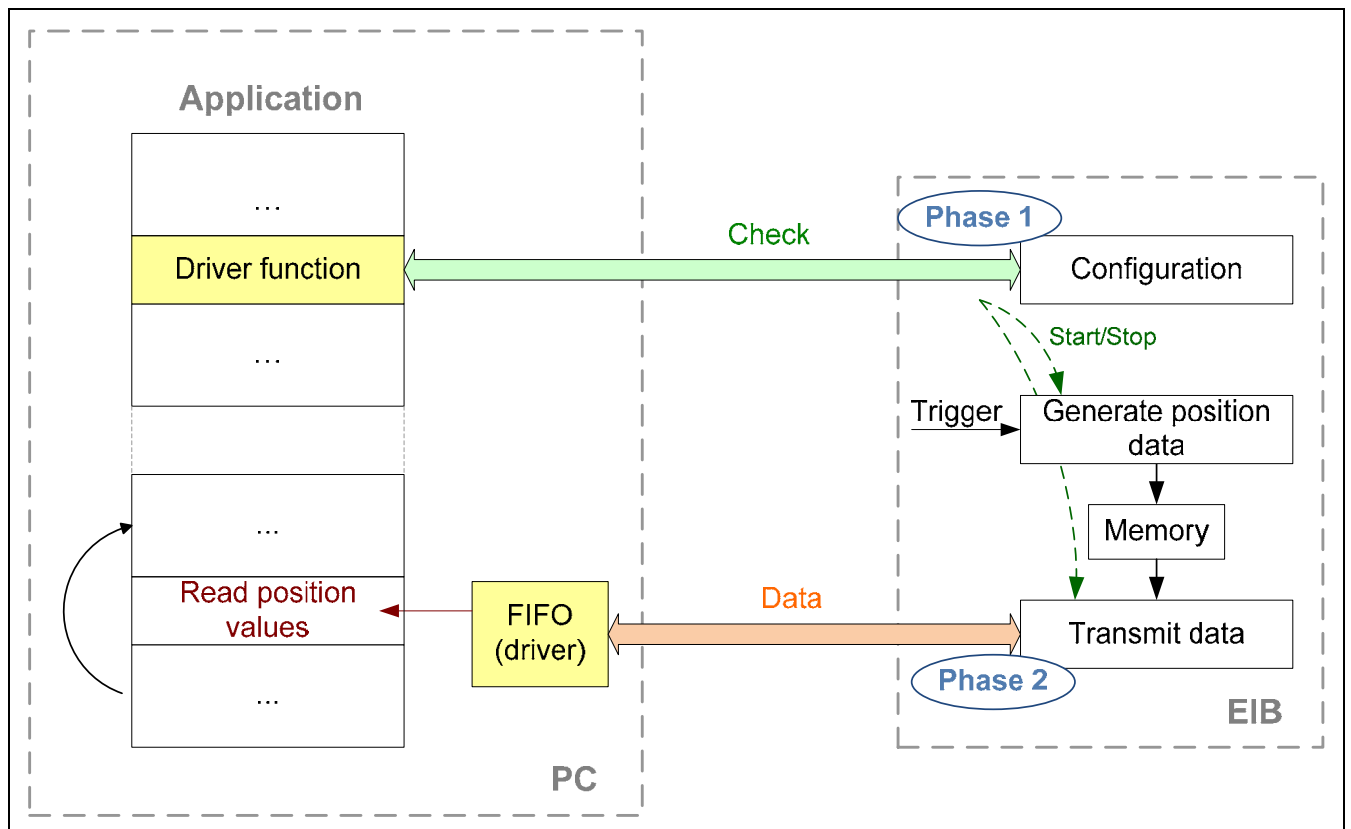 Application
…
Driver function
…
…
Read position
values
…
FIFO
(driver)
PC
Check
Data
Phase 1
Configuration
Start/Stop
Trigger
Generate position
data
Memory
Transmit data
Phase 2
EIB